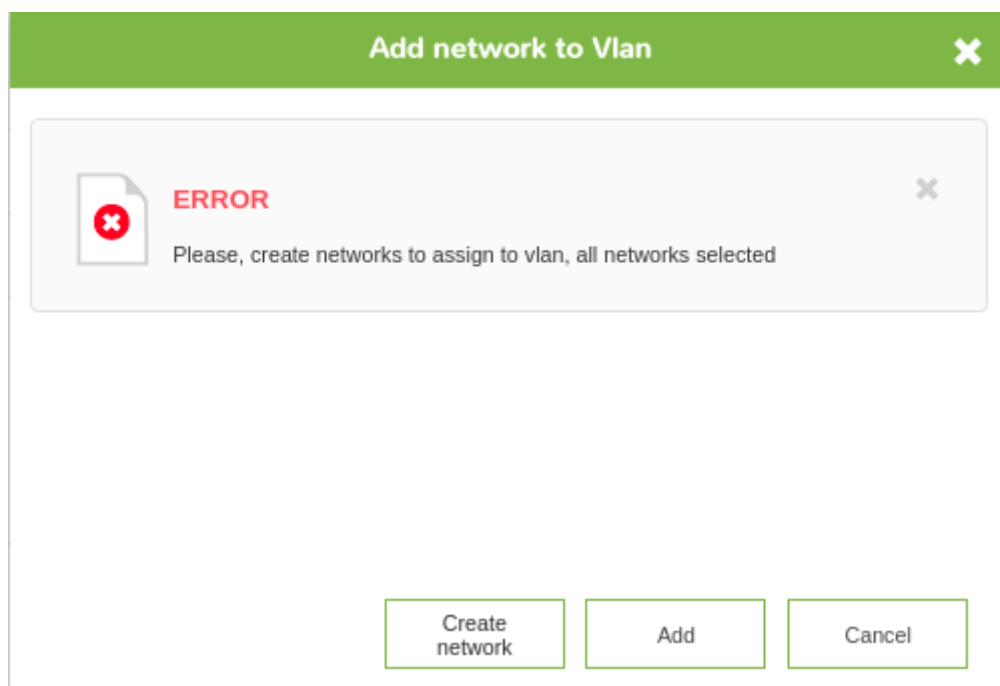 Add network to Vlan
ERROR
Please, create networks to assign to vlan, all networks selected
Create
network
Add
Cancel